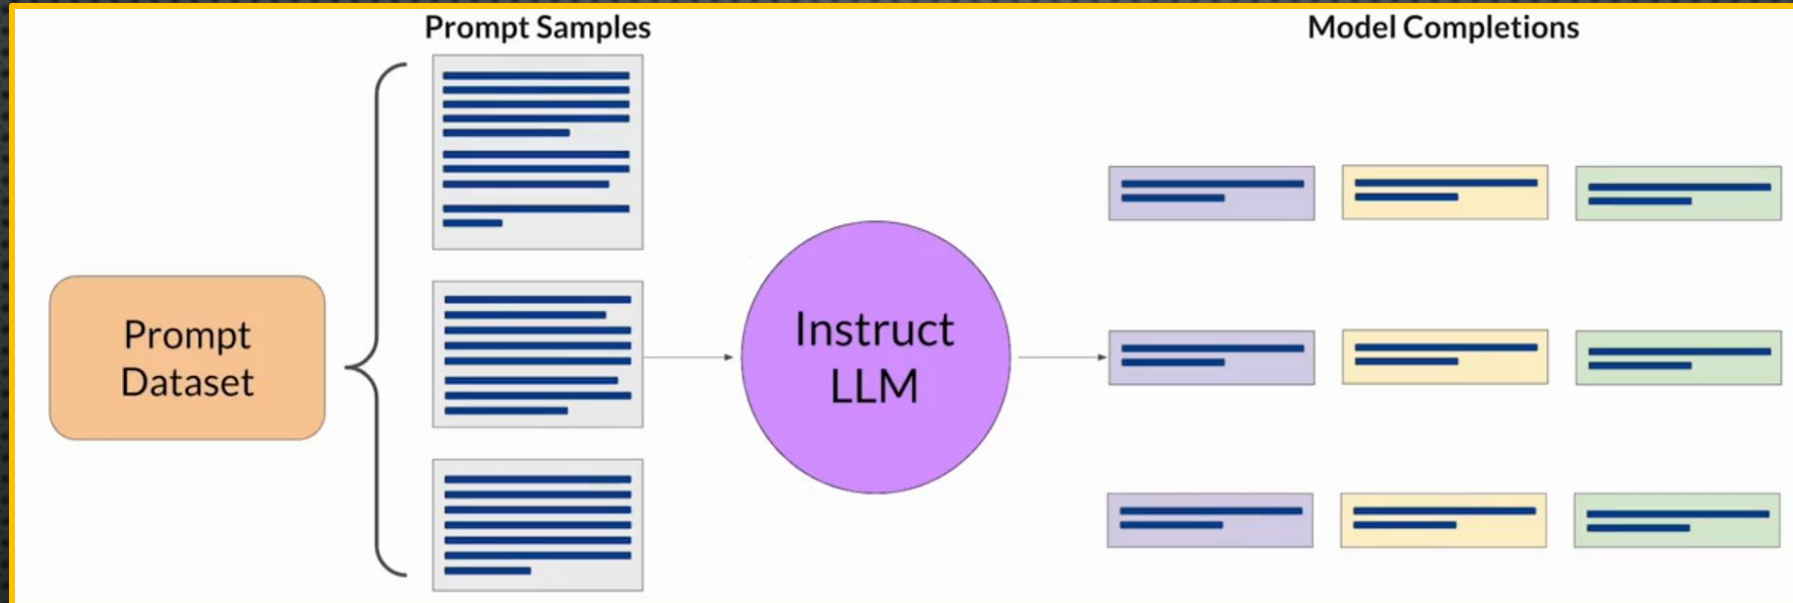 Prompt Samples
Model Completions
Prompt
Dataset
Instruct
LLM